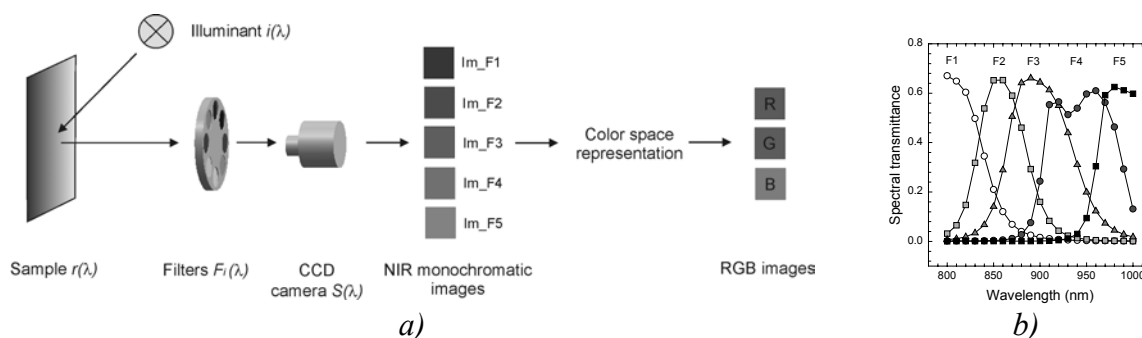 Illuminant i(λ)
Im_F1
Im_F2
Im_F3
Im_F4
Im_F5
Color space
representation
R
G
B
Sample r(λ)
Filters Fi (λ)
CCD
camera S(λ)
NIR monochromatic
images
RGB images
a)
0.8
0.6
0.4
0.2
0.0
Spectral transmittance
F1 F2 F3 F4 F5
800 850 900 950 1000
Wavelength (nm)
b)